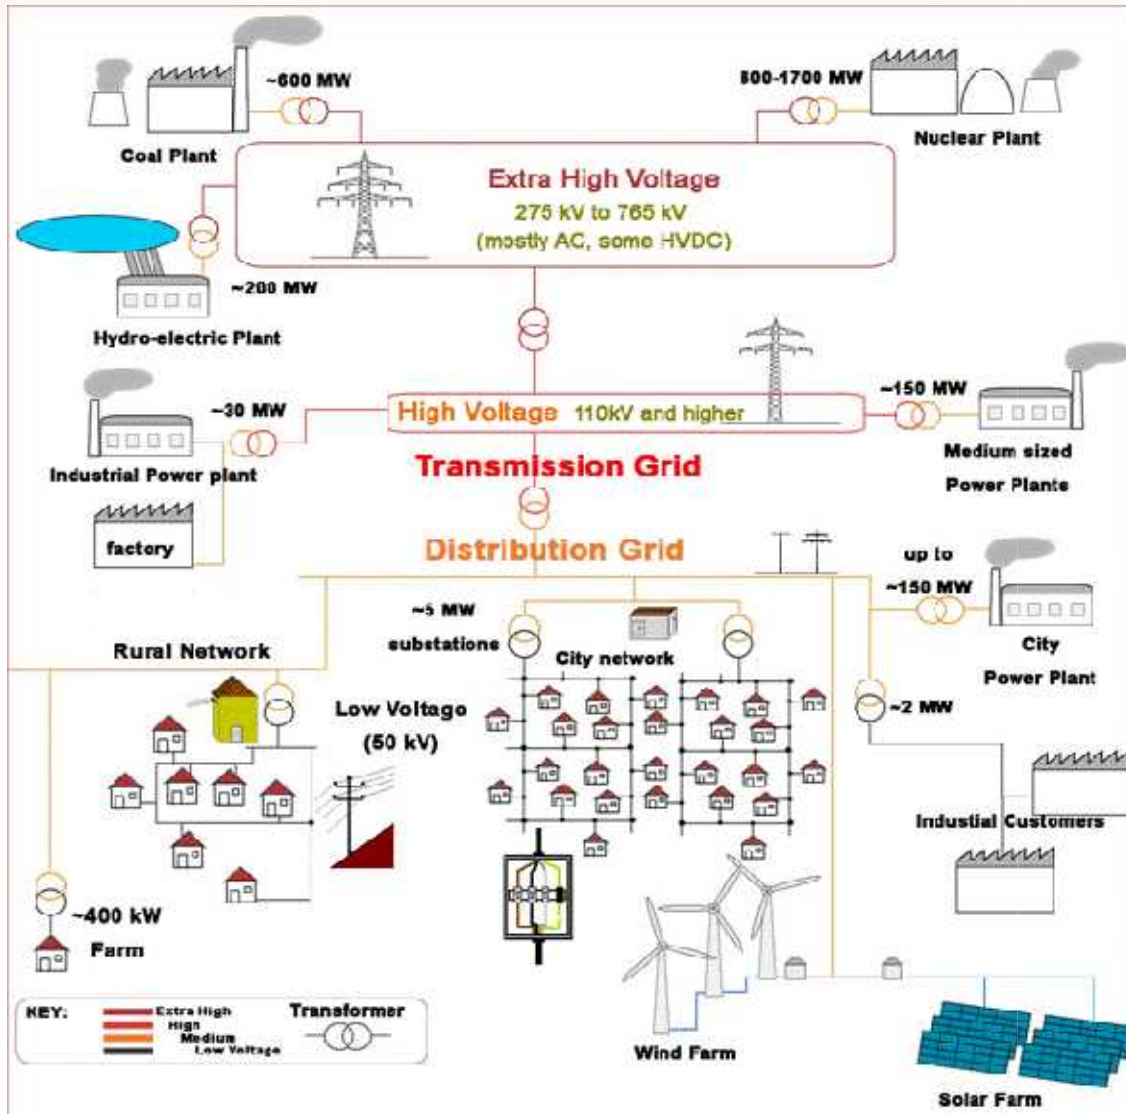 ~600 MW
800-1700 MW
Coal Plant
Nuclear Plant
Extra High Voltage
275 kV to 765 kV
(mostly AC, some HVDC)
~200 MW
Hydro-electric Plant
~30 MW
High Voltage 110kV and higher
~150 MW
Industrial Power plant
Medium sized
Power Plants
Transmission Grid
factory
Distribution Grid
up to
~150 MW
~5 MW
substations
Rural Network
City network
City
Power Plant
Low Voltage
(50 kV)
~2 MW
Industial Customers
~400 kW
Farm
KEY:
Extra High
High
Medium
Low Voltage
Transformer
Wind Farm
Solar Farm